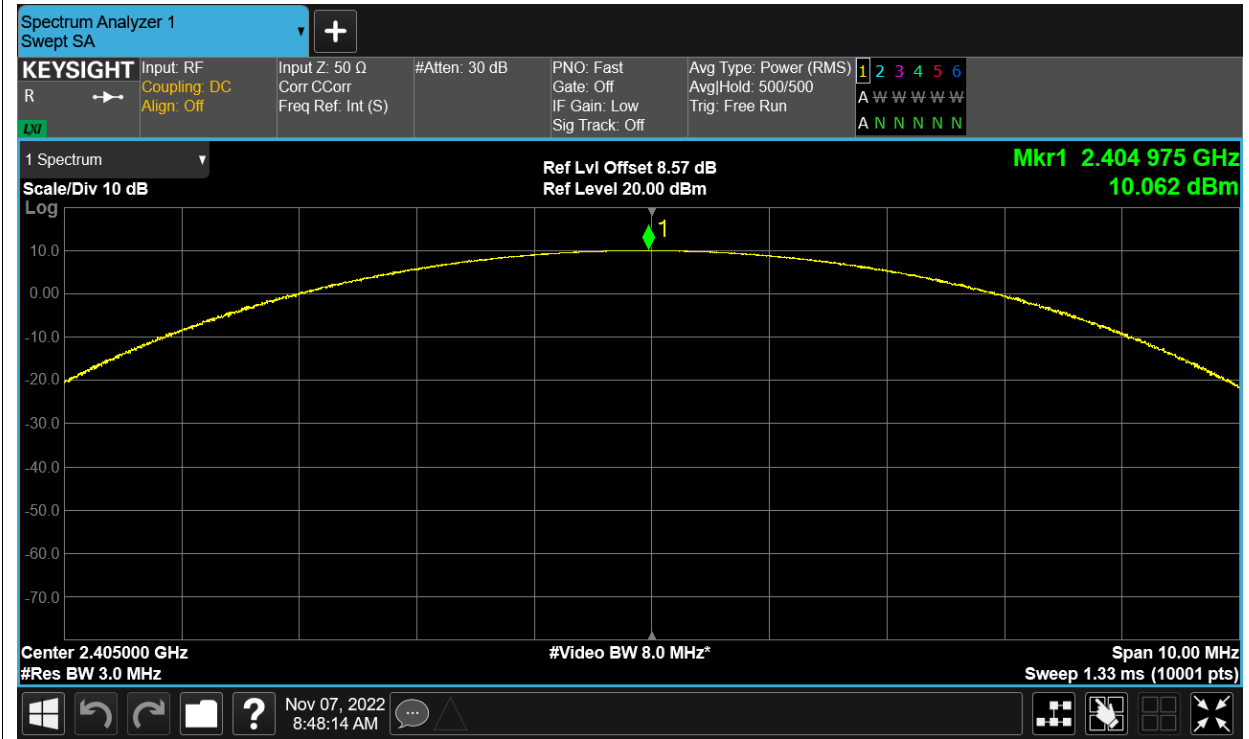 Spectrum Analyzer 1
Swept SA
+
KEYSIGHT
R
LXI
Input: RF
Coupling: DC
Align: Off
Input Z: 50 Ω
Corr CCorr
Freq Ref: Int (S)
#Atten: 30 dB
PNO: Fast
Gate: Off
IF Gain: Low
Sig Track: Off
Avg Type: Power (RMS)
Avg|Hold: 500/500
Trig: Free Run
1 2 3 4 5 6
A W W W W W
A N N N N N
1 Spectrum
Scale/Div 10 dB
Ref Lvl Offset 8.57 dB
Ref Level 20.00 dBm
Mkr1 2.404 975 GHz
10.062 dBm
Log
1
10.0
0.00
-10.0
-20.0
-30.0
-40.0
-50.0
-60.0
-70.0
Center 2.405000 GHz
#Res BW 3.0 MHz
#Video BW 8.0 MHz*
Span 10.00 MHz
Sweep 1.33 ms (10001 pts)
?
Nov 07, 2022
8:48:14 AM